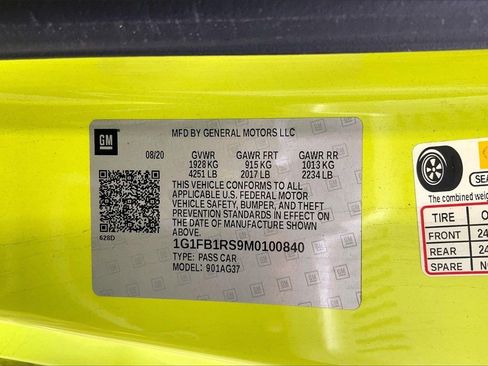 GM
MFD BY GENERAL MOTORS LLC
08/20 GVWR GAWR FRT GAWR RR
1928 KG 915 KG 1013 KG
4251 LB 2017 LB 2234 LB
THIS VEHICLE CONFORMS TO ALL
APPLICABLE U.S. FEDERAL MOTOR
VEHICLE SAFETY, BUMPER, AND THEFT
PREVENTION STANDARDS IN EFFECT ON
THE DATE OF MANUFACTURE SHOWN
ABOVE.
628D
1G1FB1RS9M0100840
TYPE: PASS CAR
MODEL: 901AG37
SEA
The combined weig
TIRE O
FRONT 24
REAR 24
SPARE N